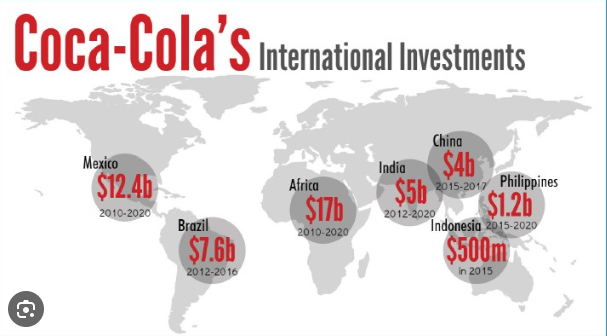 Coca-Cola's International Investments
Mexico
$12.4b
2010-2020
Brazil
$7.6b
2012-2016
Africa
$17b
2010-2020
India
$5b
2012-2020
China
$4b
2015-2017
Philippines
$1.2b
2015-2020
Indonesia
$500m
in 2015